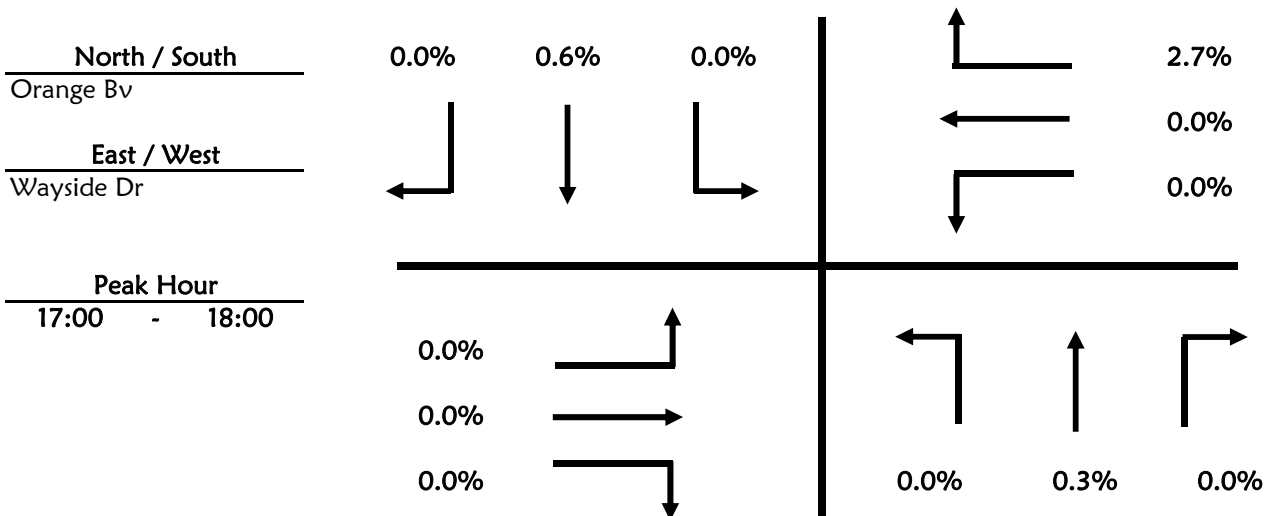 North / South
Orange Bv
East / West
Wayside Dr
Peak Hour
17:00 - 18:00
0.0% 0.6% 0.0%
2.7%
0.0%
0.0%
0.0%
0.0%
0.0%
0.0% 0.3% 0.0%